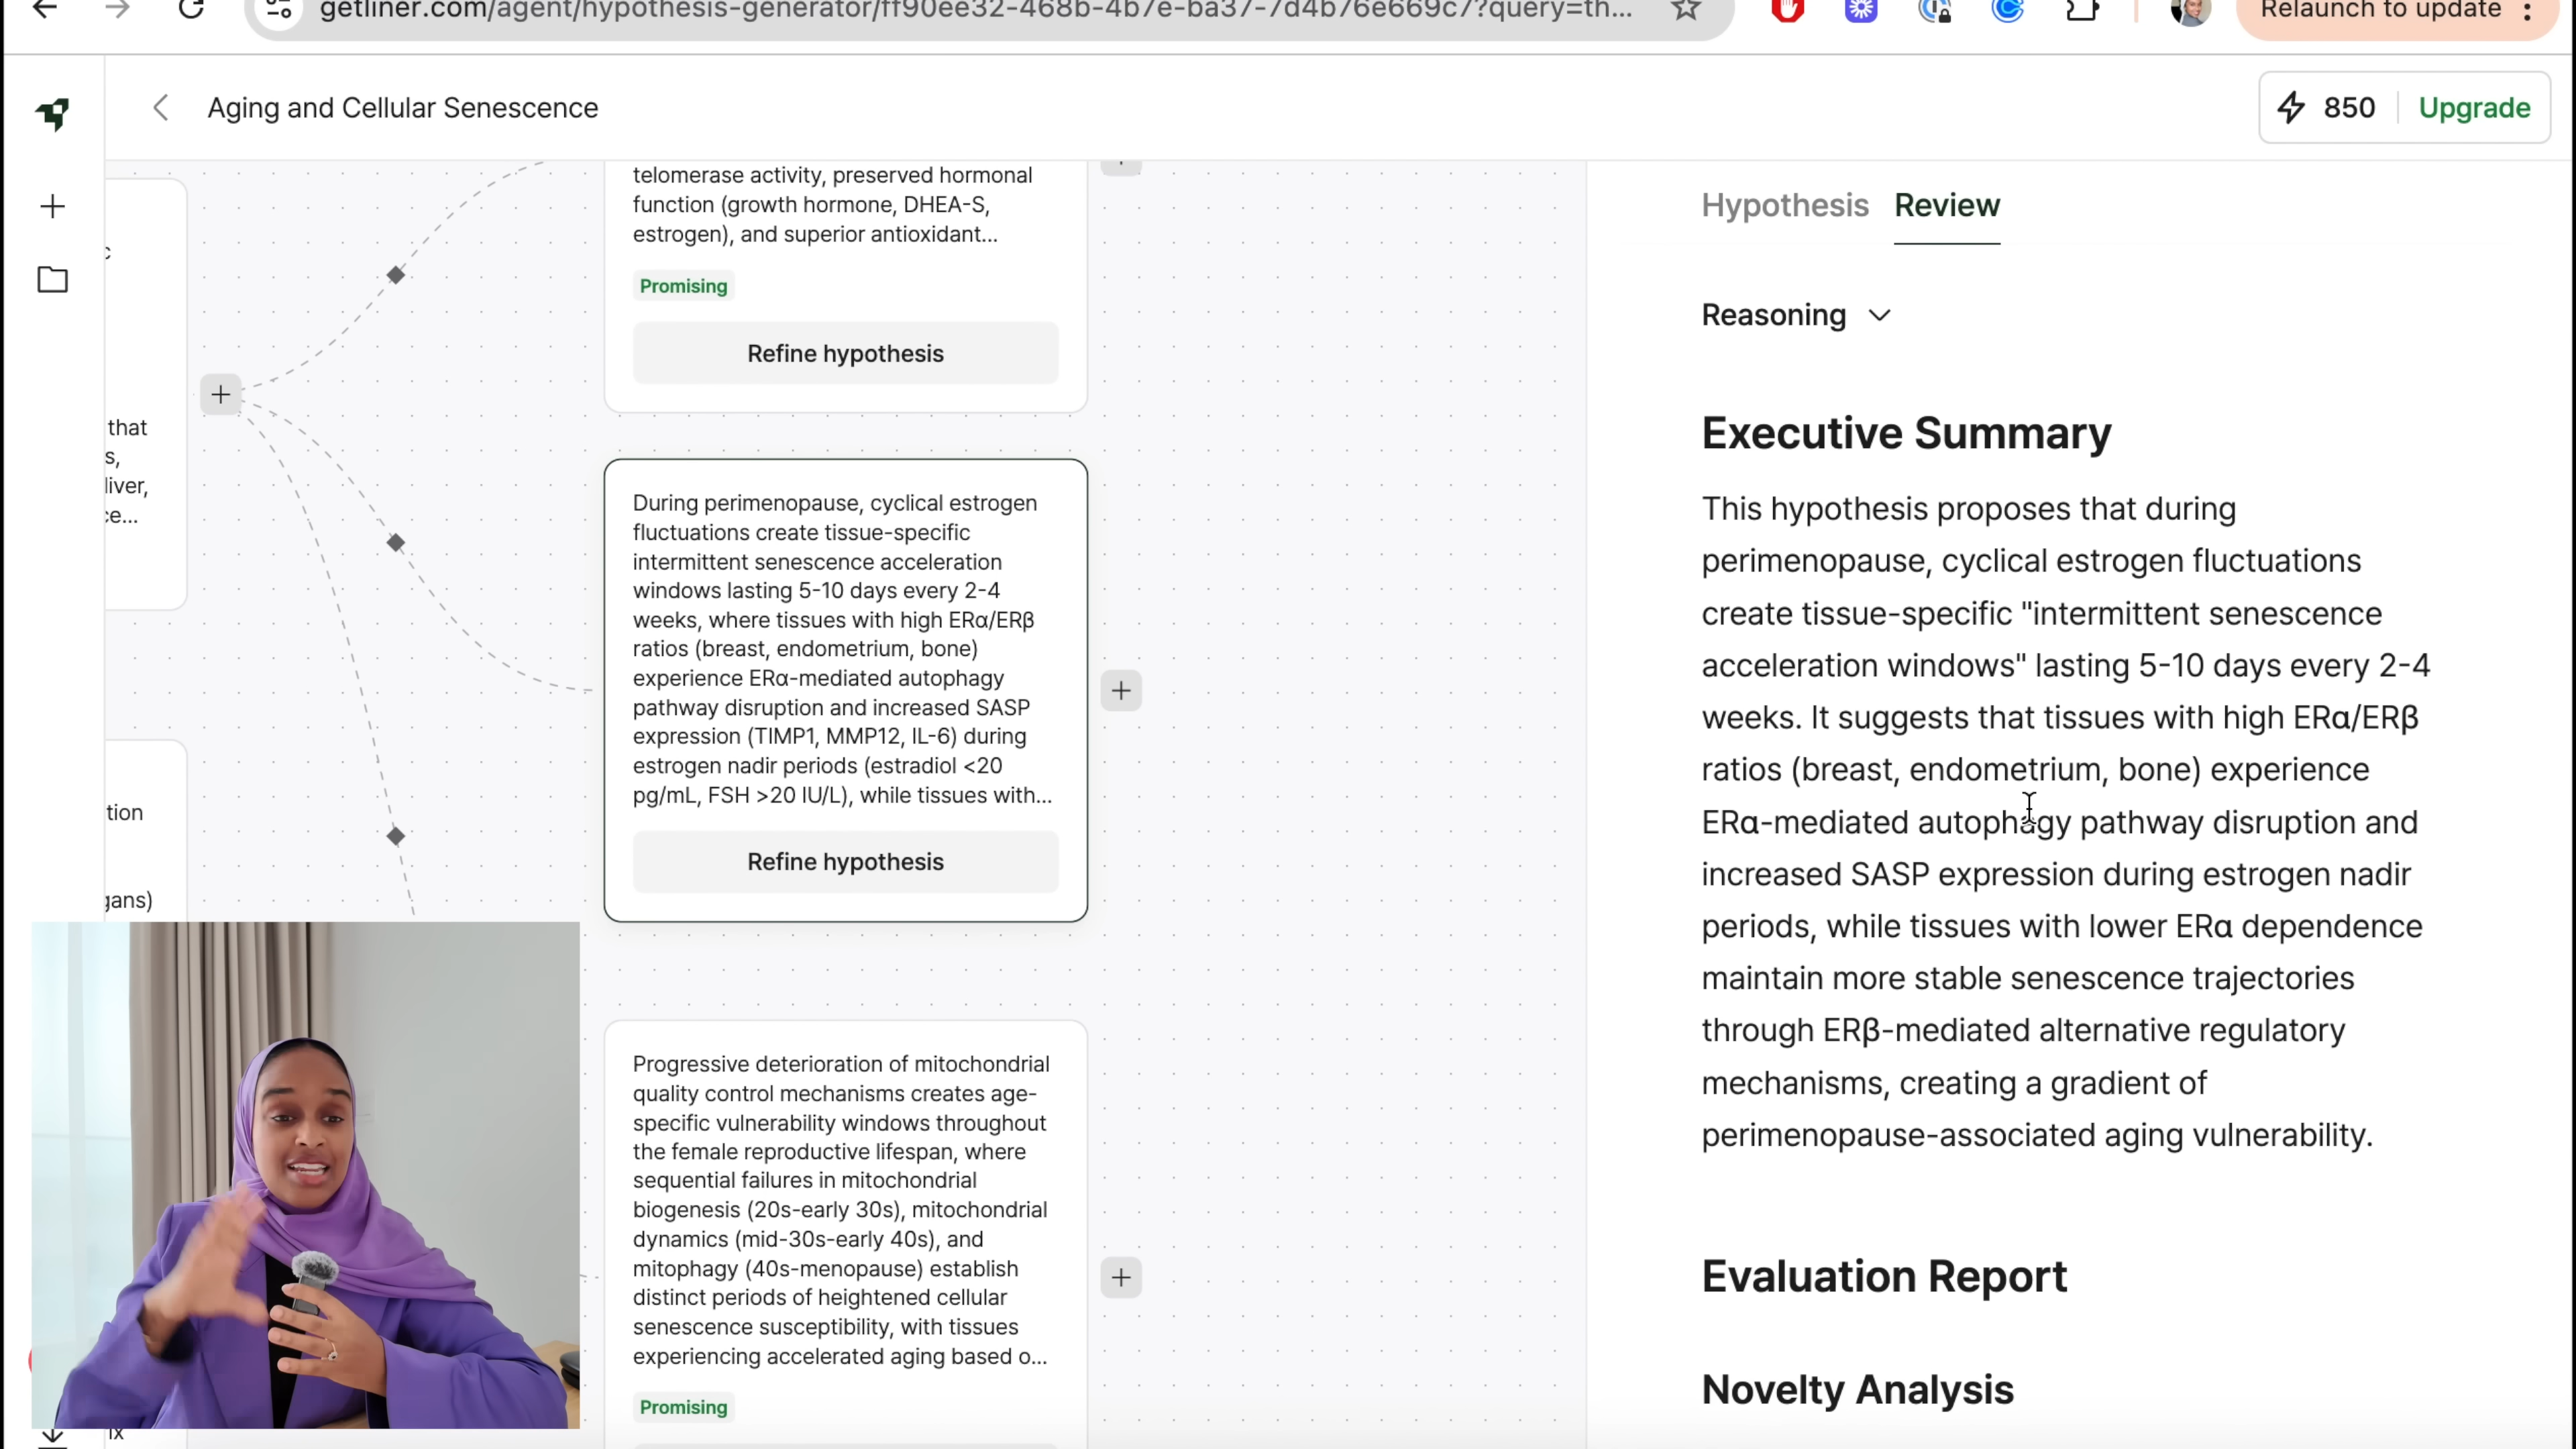 getliner.com/agent/hypothesis-generator/ff90ee32-468b-4b7e-ba37-7d4b76e669c7?query=th...
Relaunch to update
Aging and Cellular Senescence
850
Upgrade
that
s,
liver,
ce...
tion
gans)
telomerase activity, preserved hormonal
function (growth hormone, DHEA-S,
estrogen), and superior antioxidant...
Promising
Refine hypothesis
During perimenopause, cyclical estrogen
fluctuations create tissue-specific
intermittent senescence acceleration
windows lasting 5-10 days every 2-4
weeks, where tissues with high ERα/ERβ
ratios (breast, endometrium, bone)
experience ERα-mediated autophagy
pathway disruption and increased SASP
expression (TIMP1, MMP12, IL-6) during
estrogen nadir periods (estradiol <20
pg/mL, FSH >20 IU/L), while tissues with...
Refine hypothesis
Progressive deterioration of mitochondrial
quality control mechanisms creates age-
specific vulnerability windows throughout
the female reproductive lifespan, where
sequential failures in mitochondrial
biogenesis (20s-early 30s), mitochondrial
dynamics (mid-30s-early 40s), and
mitophagy (40s-menopause) establish
distinct periods of heightened cellular
senescence susceptibility, with tissues
experiencing accelerated aging based o...
Promising
Hypothesis
Review
Reasoning
Executive Summary
This hypothesis proposes that during
perimenopause, cyclical estrogen fluctuations
create tissue-specific "intermittent senescence
acceleration windows" lasting 5-10 days every 2-4
weeks. It suggests that tissues with high ERα/ERβ
ratios (breast, endometrium, bone) experience
ERα-mediated autophagy pathway disruption and
increased SASP expression during estrogen nadir
periods, while tissues with lower ERα dependence
maintain more stable senescence trajectories
through ERβ-mediated alternative regulatory
mechanisms, creating a gradient of
perimenopause-associated aging vulnerability.
Evaluation Report
Novelty Analysis